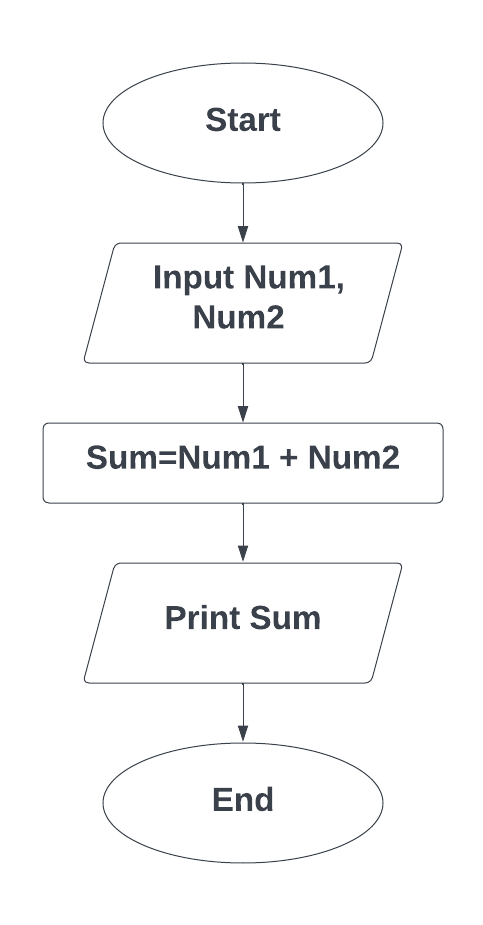 Start
Input Num1,
Num2
Sum=Num1 + Num2
Print Sum
End